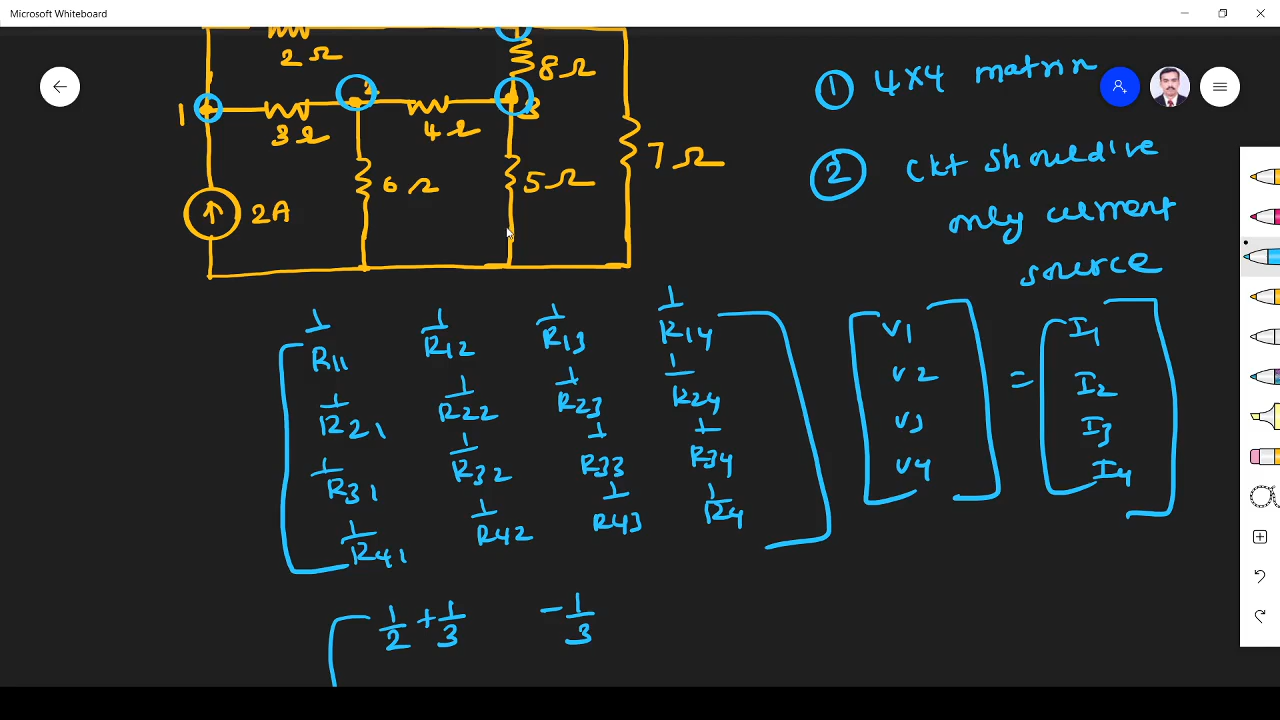 Microsoft Whiteboard
2 Ω
8 Ω
1
2
3
3 Ω
4 Ω
7 Ω
2A
6 Ω
5 Ω
1 4x4 matrix
2 ckt should've
only current
source
1/R11 1/R12 1/R13 1/R14
1/R21 1/R22 1/R23 1/R24
1/R31 1/R32 1/R33 1/R34
1/R41 1/R42 1/R43 1/R4
V1
V2
V3
V4
=
I1
I2
I3
I4
1/2 + 1/3 -1/3